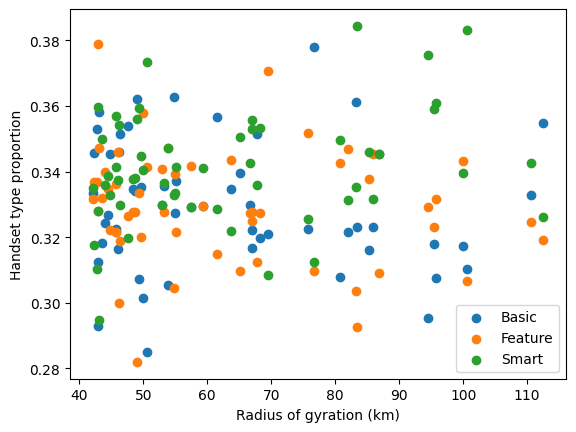 0.38
0.36
0.34
0.32
0.30
0.28
Handset type proportion
40
50
60
70
80
90
100
110
Radius of gyration (km)
Basic
Feature
Smart